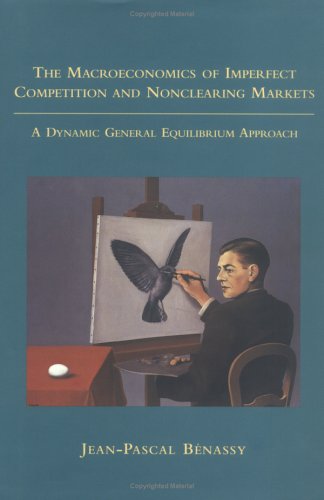 The Macroeconomics of Imperfect
Competition and Nonclearing Markets
A Dynamic General Equilibrium Approach
Jean-Pascal Bénassy